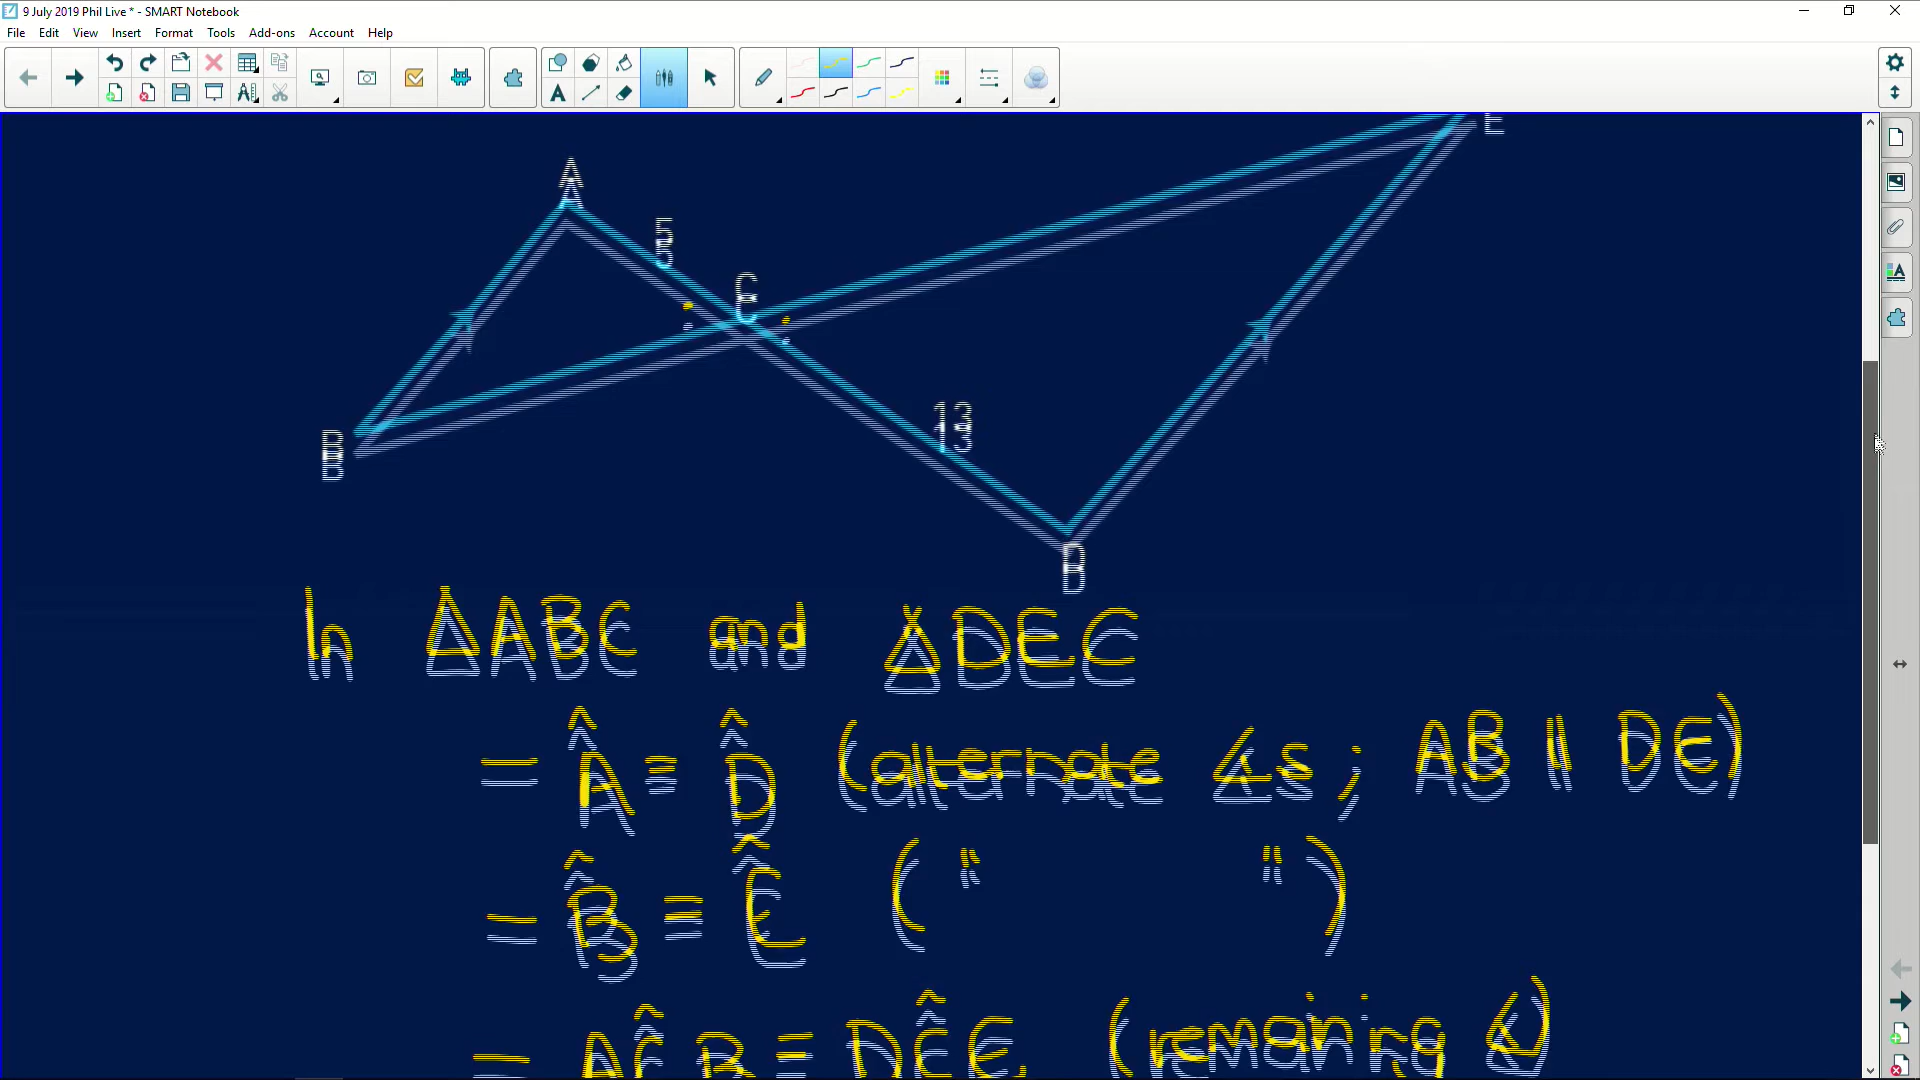 9 July 2019 Phil Live * - SMART Notebook
File Edit View Insert Format Tools Add-ons Account Help
E
A
5
C
13
B
D
In ΔABC and ΔDEC
= Â = D̂ (alternate ∡s ; AB || DE)
= B̂ = Ê ( " " )
= AĈB = DĈE (remaining ∡)